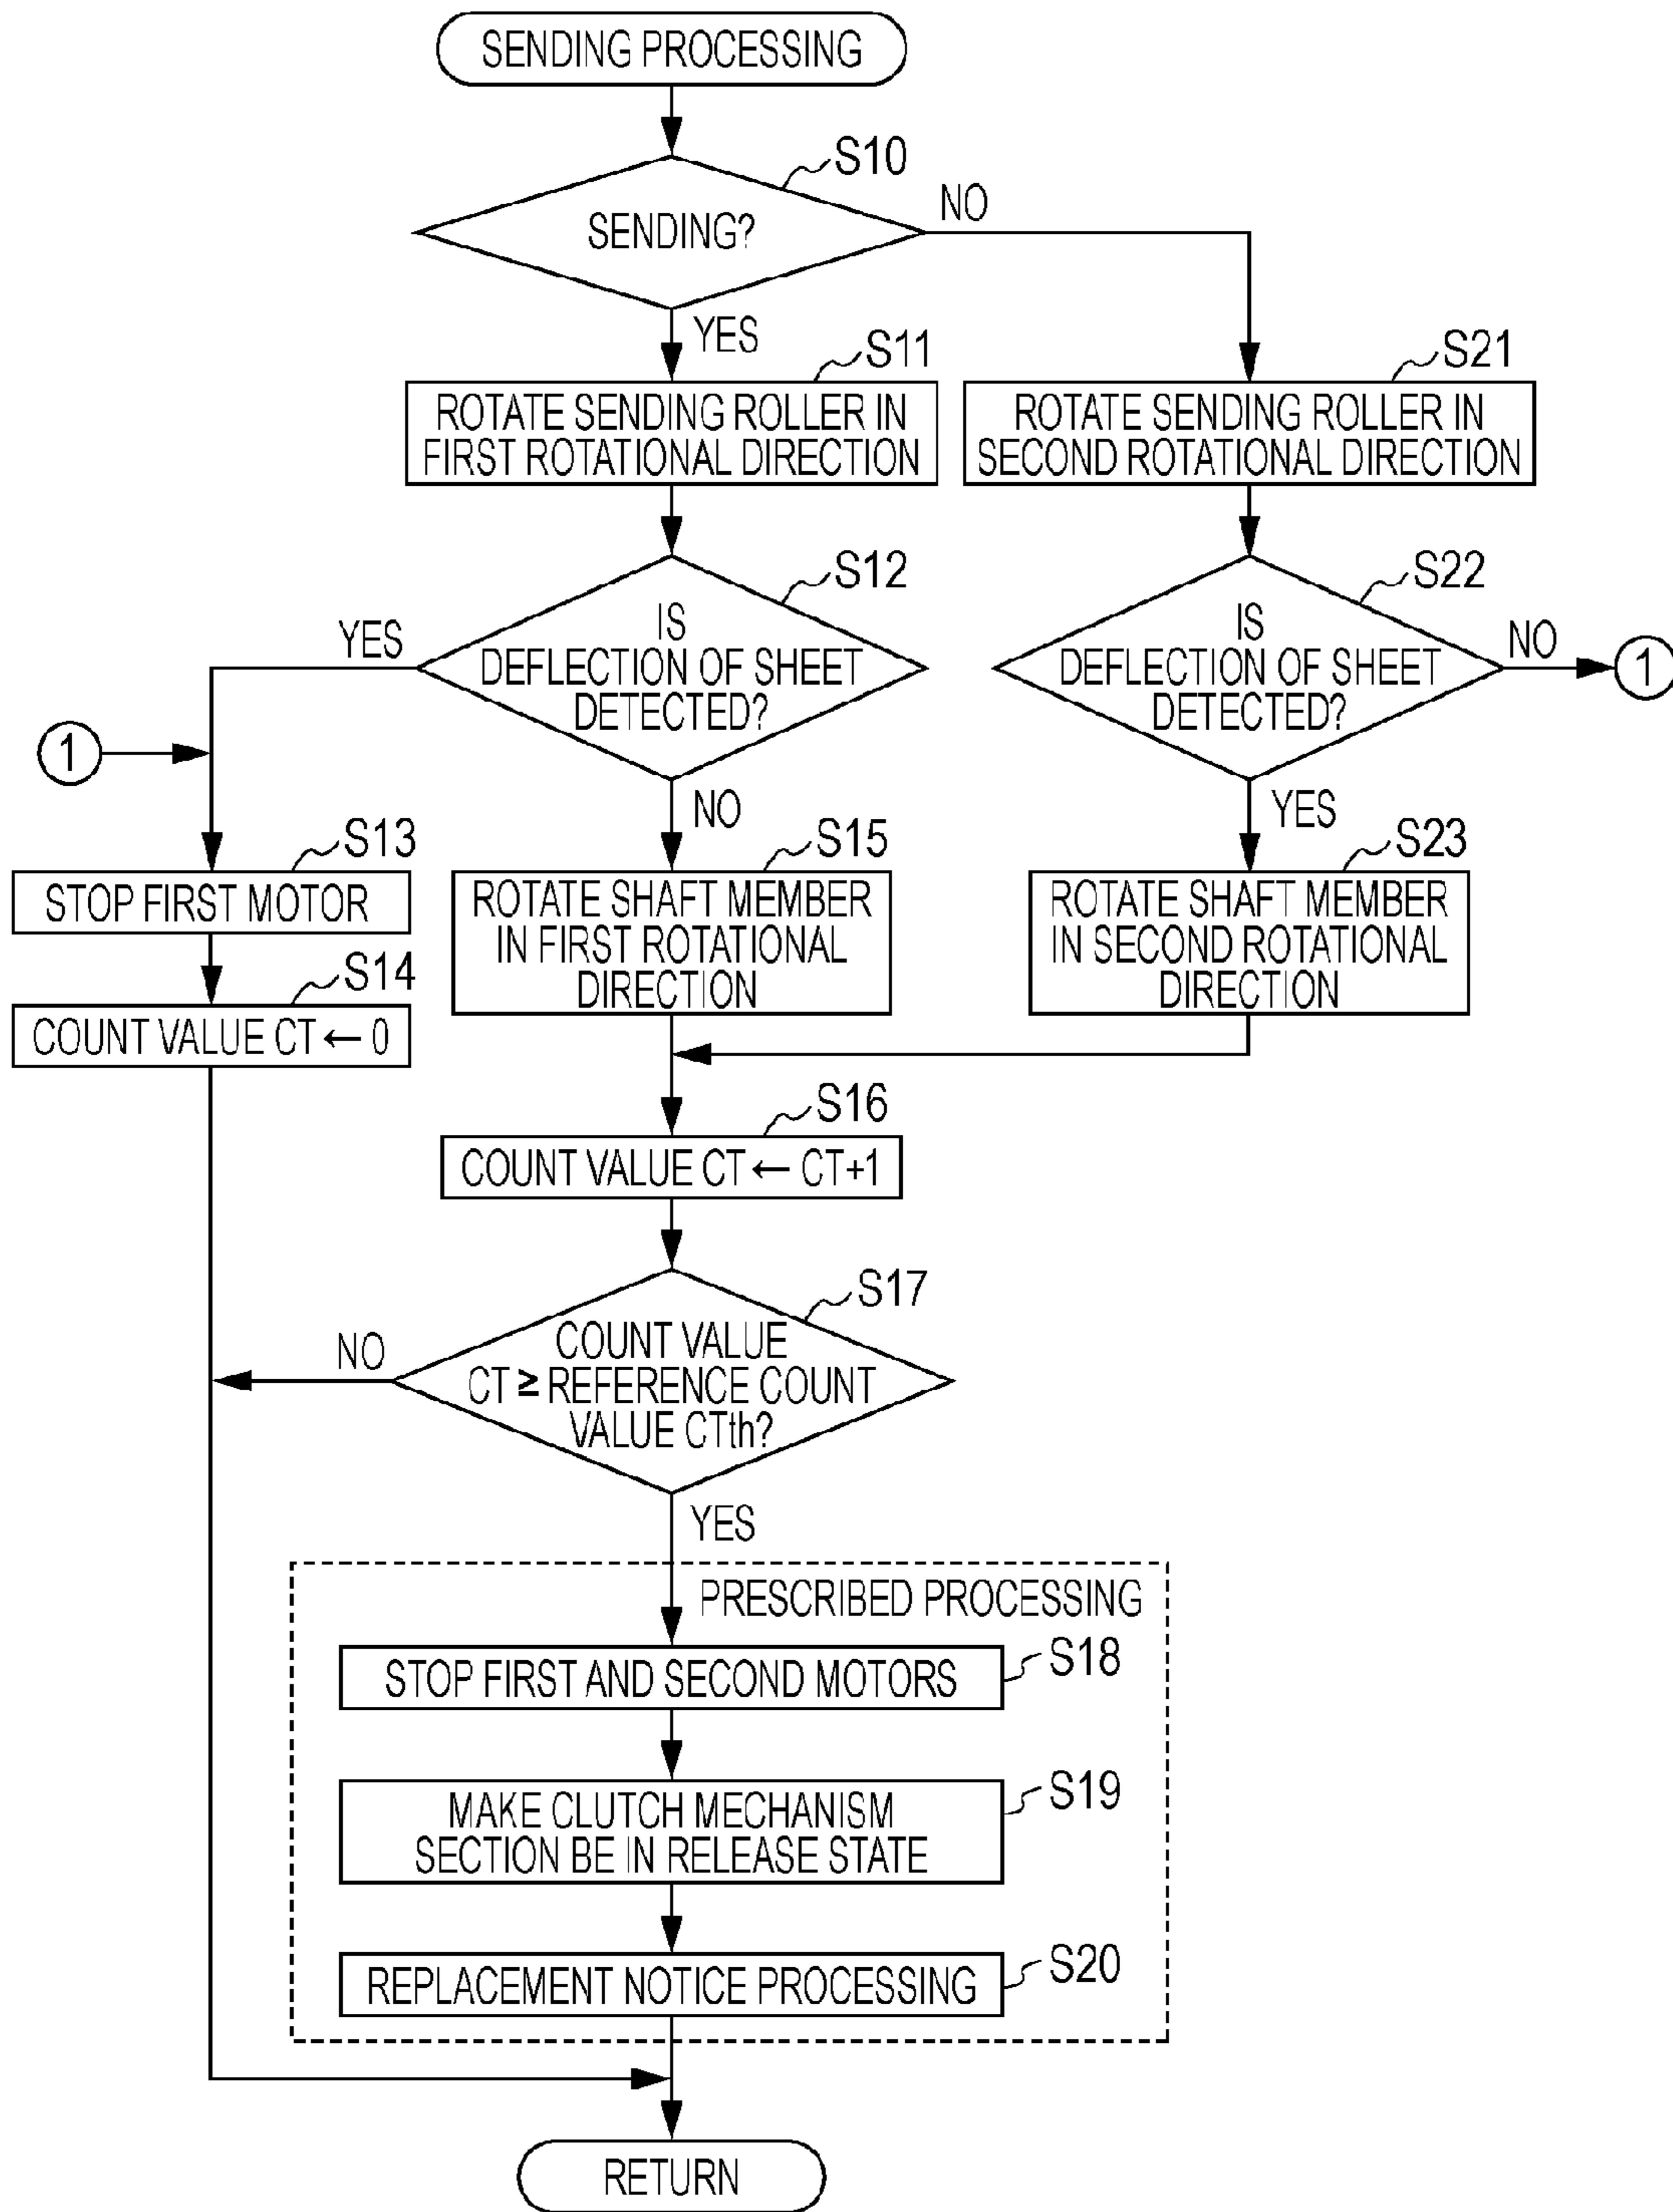 SENDING PROCESSING
S10
SENDING?
NO
YES
S11
ROTATE SENDING ROLLER IN
FIRST ROTATIONAL DIRECTION
S21
ROTATE SENDING ROLLER IN
SECOND ROTATIONAL DIRECTION
S12
IS
DEFLECTION OF SHEET
DETECTED?
YES
NO
S22
IS
DEFLECTION OF SHEET
DETECTED?
NO
1
YES
1
S13
STOP FIRST MOTOR
S14
COUNT VALUE CT ← 0
S15
ROTATE SHAFT MEMBER
IN FIRST ROTATIONAL
DIRECTION
S23
ROTATE SHAFT MEMBER
IN SECOND ROTATIONAL
DIRECTION
S16
COUNT VALUE CT ← CT+1
S17
COUNT VALUE
CT ≥ REFERENCE COUNT
VALUE CTth?
NO
YES
PRESCRIBED PROCESSING
S18
STOP FIRST AND SECOND MOTORS
S19
MAKE CLUTCH MECHANISM
SECTION BE IN RELEASE STATE
S20
REPLACEMENT NOTICE PROCESSING
RETURN